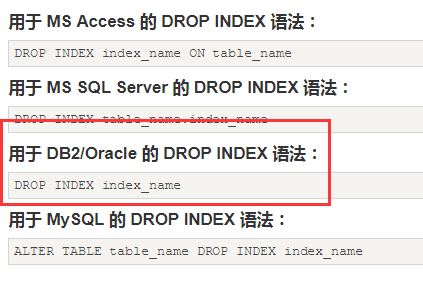 用于 MS Access 的 DROP INDEX 语法：
DROP INDEX index_name ON table_name
用于 MS SQL Server 的 DROP INDEX 语法：
DROP INDEX table_name.index_name
用于 DB2/Oracle 的 DROP INDEX 语法：
DROP INDEX index_name
用于 MySQL 的 DROP INDEX 语法：
ALTER TABLE table_name DROP INDEX index_name